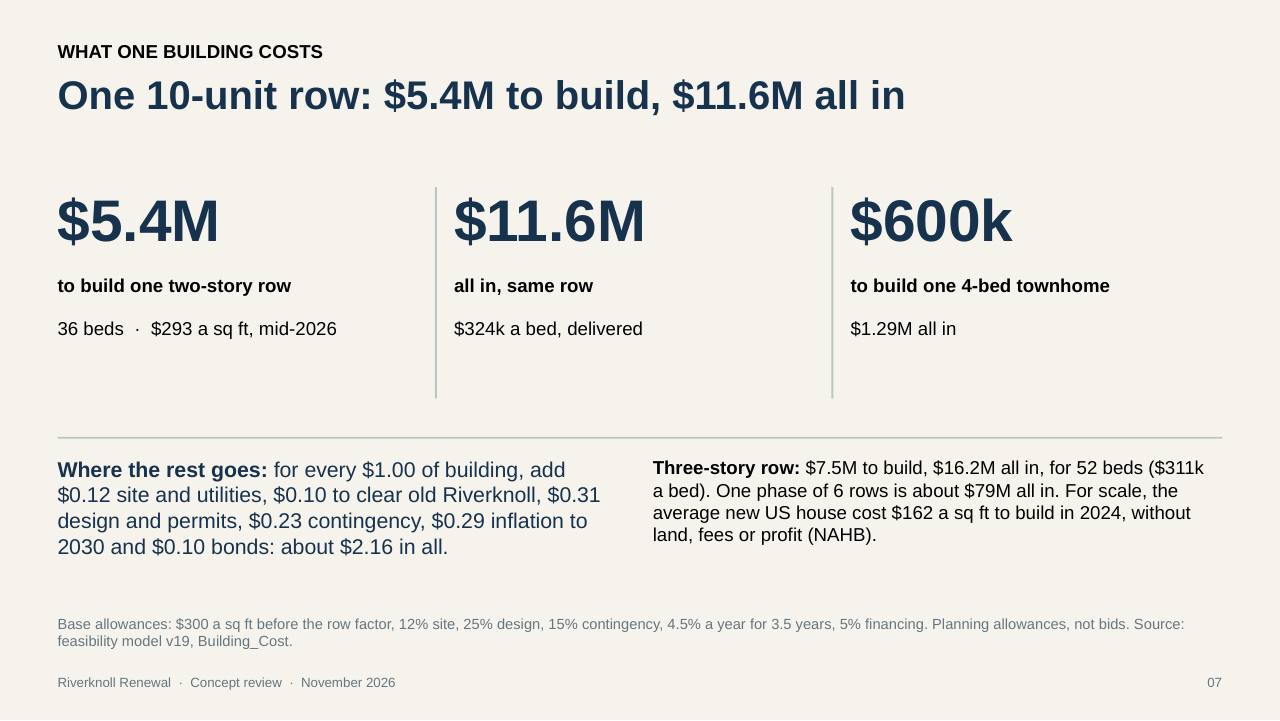 WHAT ONE BUILDING COSTS
One 10-unit row: $5.4M to build, $11.6M all in
$5.4M
to build one two-story row
36 beds · $293 a sq ft, mid-2026
$11.6M
all in, same row
$324k a bed, delivered
$600k
to build one 4-bed townhome
$1.29M all in
Where the rest goes: for every $1.00 of building, add
$0.12 site and utilities, $0.10 to clear old Riverknoll, $0.31
design and permits, $0.23 contingency, $0.29 inflation to
2030 and $0.10 bonds: about $2.16 in all.
Three-story row: $7.5M to build, $16.2M all in, for 52 beds ($311k
a bed). One phase of 6 rows is about $79M all in. For scale, the
average new US house cost $162 a sq ft to build in 2024, without
land, fees or profit (NAHB).
Base allowances: $300 a sq ft before the row factor, 12% site, 25% design, 15% contingency, 4.5% a year for 3.5 years, 5% financing. Planning allowances, not bids. Source:
feasibility model v19, Building_Cost.
Riverknoll Renewal · Concept review · November 2026
07